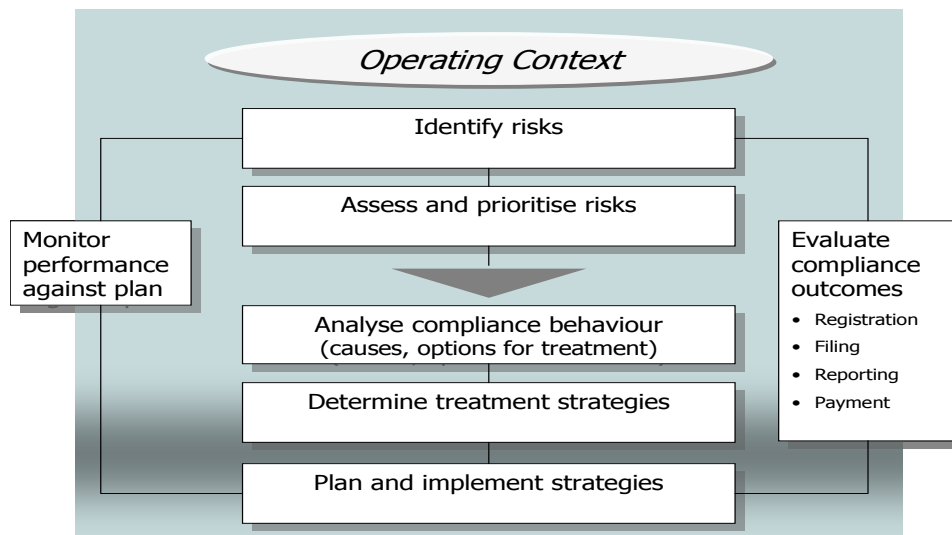 Operating Context
Identify risks
Assess and prioritise risks
Monitor
performance
against plan
Evaluate
compliance
outcomes
• Registration
• Filing
• Reporting
• Payment
Analyse compliance behaviour
(causes, options for treatment)
Determine treatment strategies
Plan and implement strategies